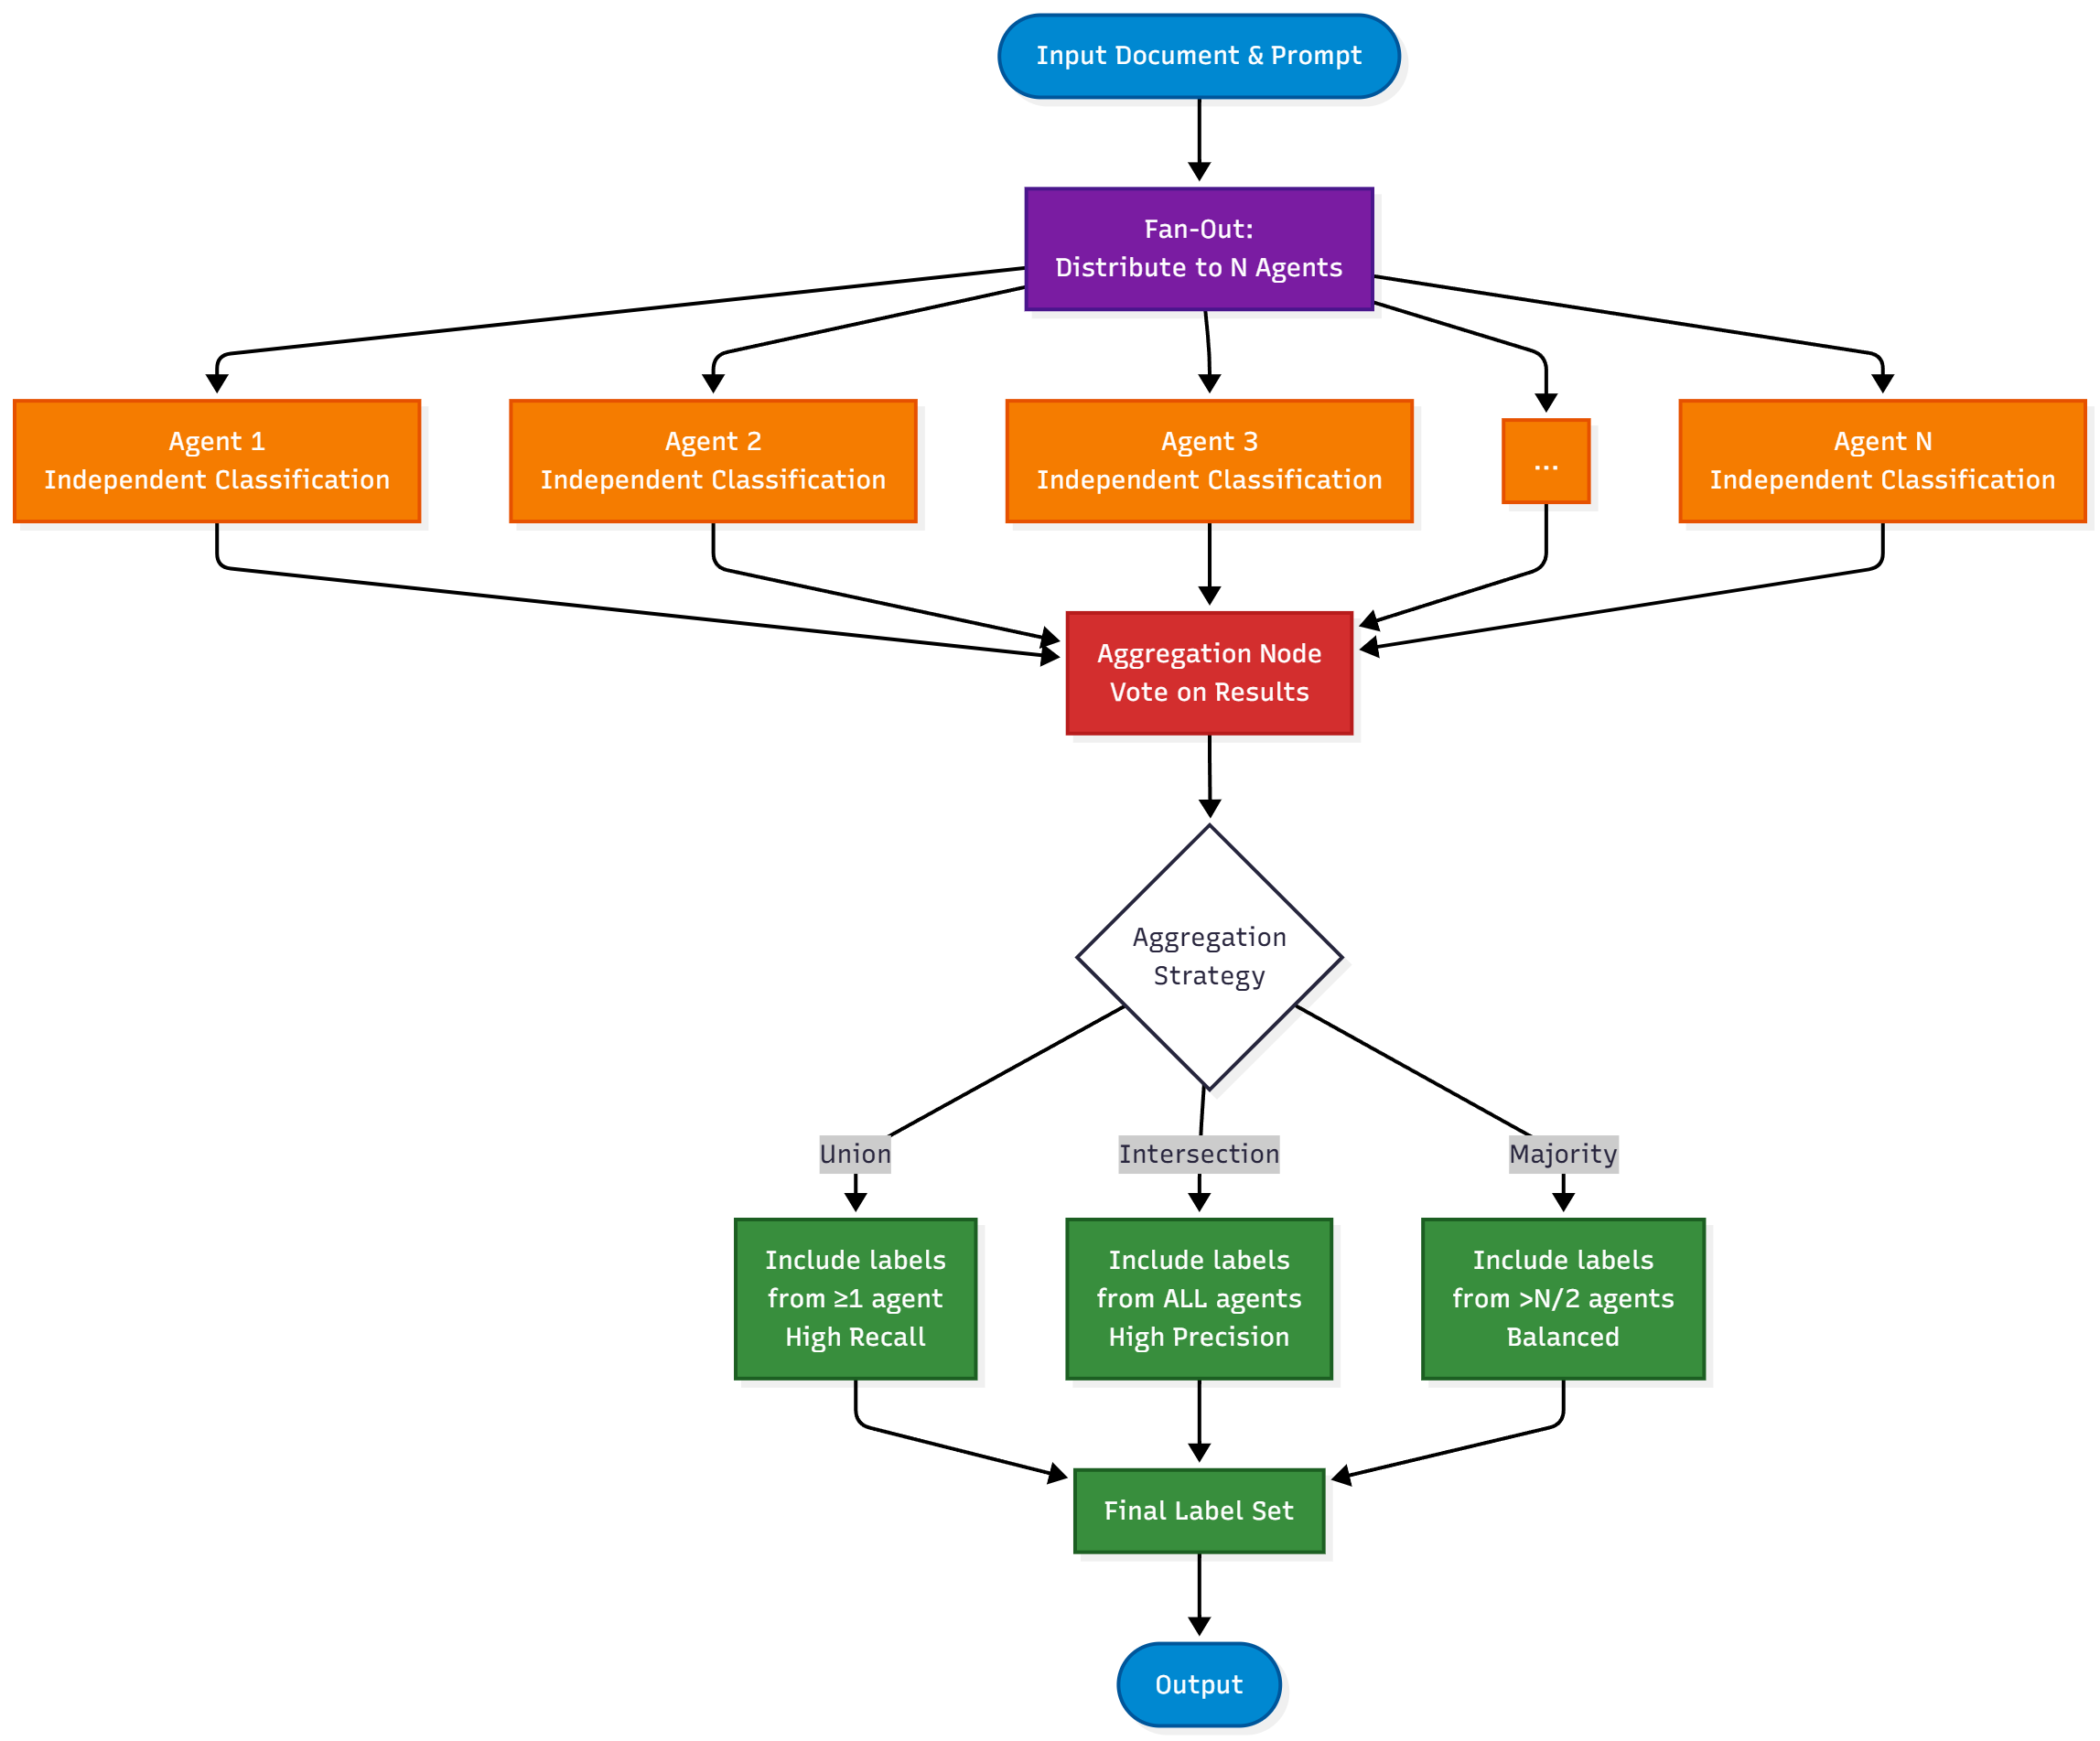 Input Document & Prompt
Fan-Out:
Distribute to N Agents
Agent 1
Independent Classification
Agent 2
Independent Classification
Agent 3
Independent Classification
...
Agent N
Independent Classification
Aggregation Node
Vote on Results
Aggregation
Strategy
Union
Intersection
Majority
Include labels
from ≥1 agent
High Recall
Include labels
from ALL agents
High Precision
Include labels
from >N/2 agents
Balanced
Final Label Set
Output